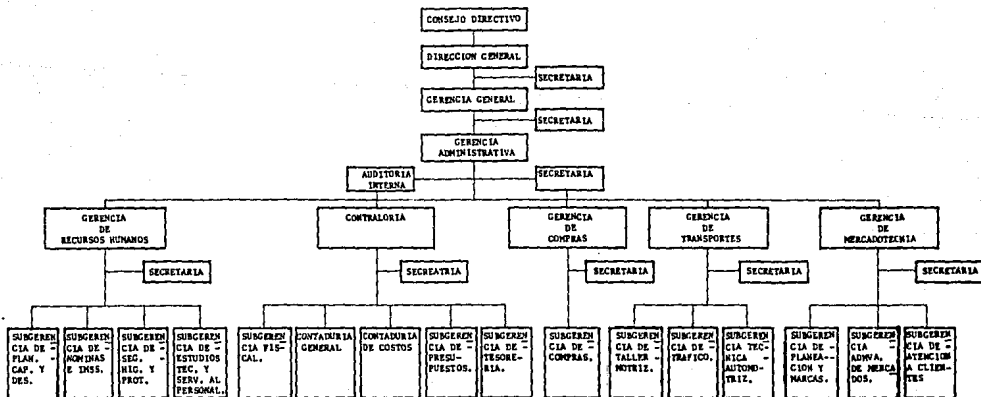 CONSEJO DIRECTIVO
DIRECCION GENERAL
SECRETARIA
GERENCIA GENERAL
SECRETARIA
GERENCIA
ADMINISTRATIVA
AUDITORIA
INTERNA
SECRETARIA
GERENCIA
DE
RECURSOS HUMANOS
CONTRALORIA
GERENCIA
DE
COMPRAS
GERENCIA
DE
TRANSPORTES
GERENCIA
DE
MERCADOTECNIA
SECRETARIA
SECREATRIA
SECRETARIA
SECRETARIA
SECRETARIA
SUBGEREN
CIA DE -
PLAN.
CAP. Y
DES.
SUBGEREN
CIA DE -
NOMINAS
E INSS.
SUBGEREN
CIA DE -
SEG.
HIG. Y
PROT.
SUBGEREN
CIA DE -
ESTUDIOS
TEC. Y
SERV. AL
PERSONAL.
SUBGEREN
CIA FIS-
CAL.
CONTADURIA
GENERAL
CONTADURIA
DE COSTOS
SUBGEREN
CIA DE -
PRESU-
PUESTOS.
SUBGEREN
CIA DE -
TESORE-
RIA.
SUBGEREN
CIA DE -
COMPRAS.
SUBGEREN
CIA DE -
TALLER -
MOTRIZ.
SUBGEREN
CIA DE -
TRAFICO.
SUBGEREN
CIA TEC-
NICA -
AUTOMO-
TRIZ.
SUBGEREN
CIA DE -
PLANEA--
CION Y
MARCAS.
SUBGEREN
CIA -
ADMVA.
DE MERCA
DOS.
SUBGEREN
CIA DE -
ATENCION
A CLIEN-
TES